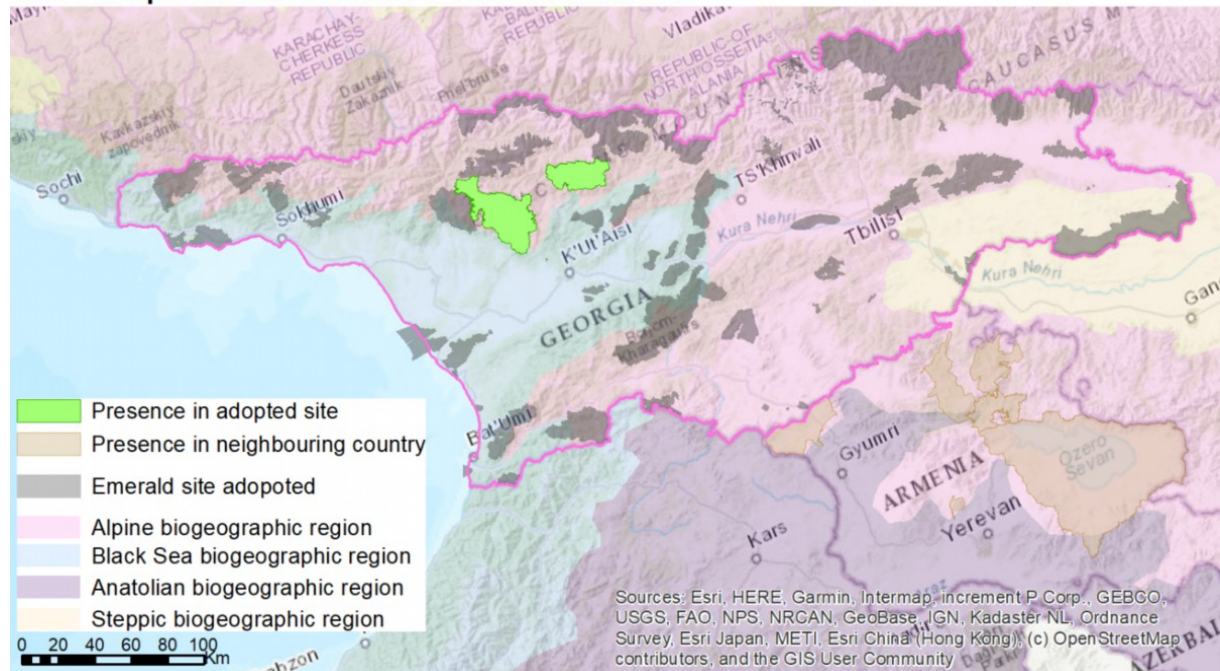 KARACHAY-
CHERKESS
REPUBLIC
REPUBLIC OF
NORTH OSSETIA-
ALANIA
Vladika
Dautskiy
Zakaznik
Kavkazskiy
zapovednik
CAUCASUS M
MOUNTAINS
Sochi
Sokhumi
Ts'Khinvali
Tbilisi
Kura Nehri
K'Ut'Aisi
Kura Nehri
Gan
GEORGIA
Kharagauris
Bat'Umi
Gyumri
Ozero
Sevan
ARMENIA
Yerevan
Kars
ZERBAI
abzon
Presence in adopted site
Presence in neighbouring country
Emerald site adopoted
Alpine biogeographic region
Black Sea biogeographic region
Anatolian biogeographic region
Steppic biogeographic region
0 20 40 60 80 100
Km
Sources: Esri, HERE, Garmin, Intermap, increment P Corp., GEBCO,
USGS, FAO, NPS, NRCAN, GeoBase, IGN, Kadaster NL, Ordnance
Survey, Esri Japan, METI, Esri China (Hong Kong), (c) OpenStreetMap
contributors, and the GIS User Community